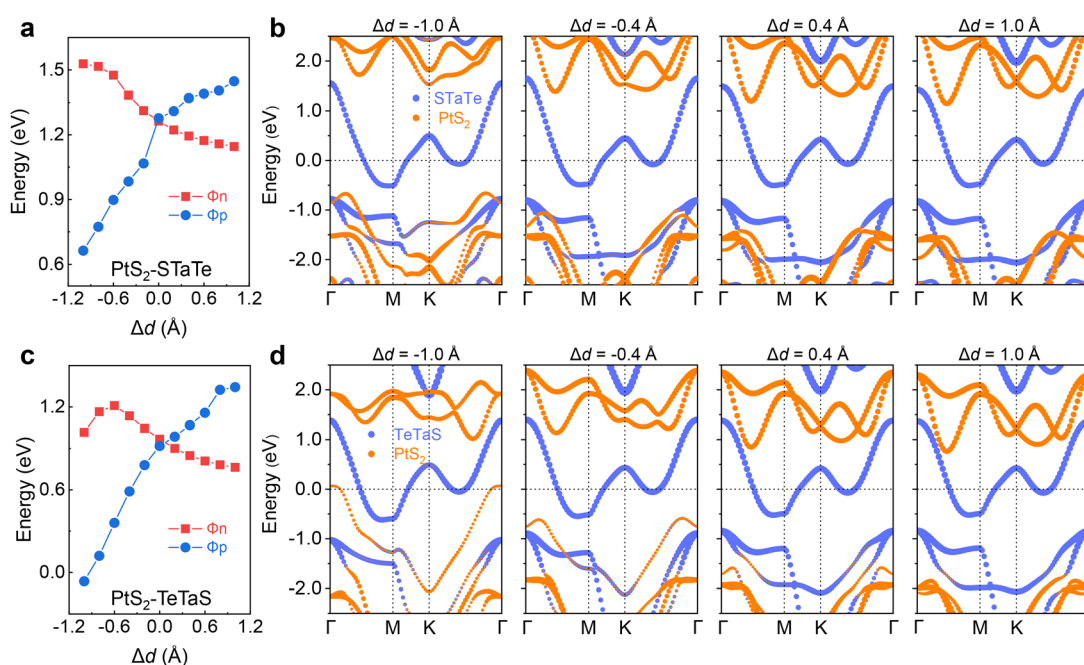 a
1.5
1.2
0.9
0.6
Energy (eV)
Φn
Φp
PtS₂-STaTe
-1.2 -0.6 0.0 0.6 1.2
Δd (Å)
b
Δd = -1.0 Å
Δd = -0.4 Å
Δd = 0.4 Å
Δd = 1.0 Å
2.0
1.0
0.0
-1.0
-2.0
Energy (eV)
STaTe
PtS₂
Γ M K Γ
Γ M K Γ
Γ M K Γ
Γ M K Γ
c
1.2
0.6
0.0
Energy (eV)
Φn
Φp
PtS₂-TeTaS
-1.2 -0.6 0.0 0.6 1.2
Δd (Å)
d
Δd = -1.0 Å
Δd = -0.4 Å
Δd = 0.4 Å
Δd = 1.0 Å
2.0
1.0
0.0
-1.0
-2.0
Energy (eV)
TeTaS
PtS₂
Γ M K Γ
Γ M K Γ
Γ M K Γ
Γ M K Γ